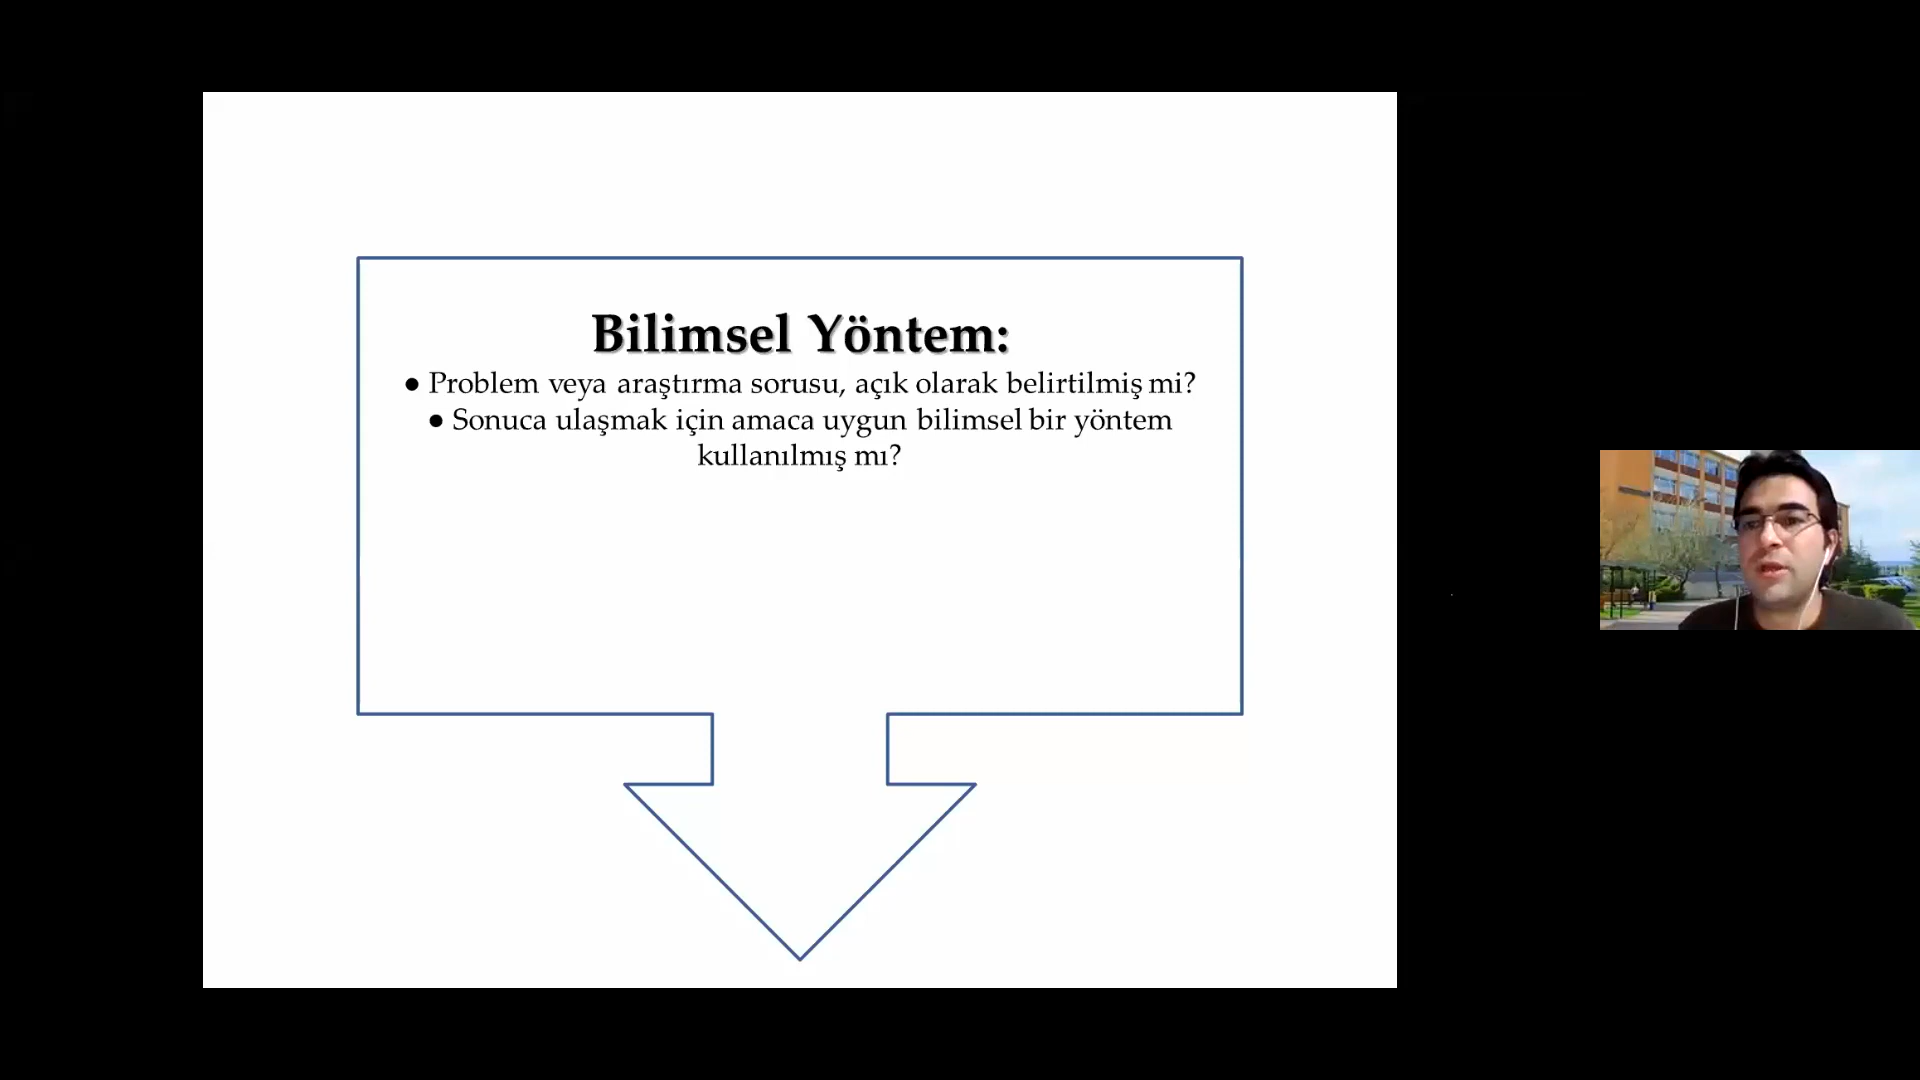 Bilimsel Yöntem:
● Problem veya araştırma sorusu, açık olarak belirtilmiş mi?
● Sonuca ulaşmak için amaca uygun bilimsel bir yöntem
kullanılmış mı?